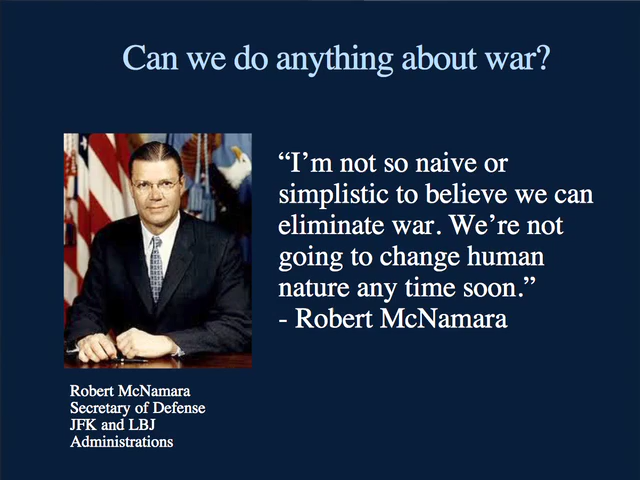 Can we do anything about war?
“I’m not so naive or
simplistic to believe we can
eliminate war. We’re not
going to change human
nature any time soon.”
- Robert McNamara
Robert McNamara
Secretary of Defense
JFK and LBJ
Administrations